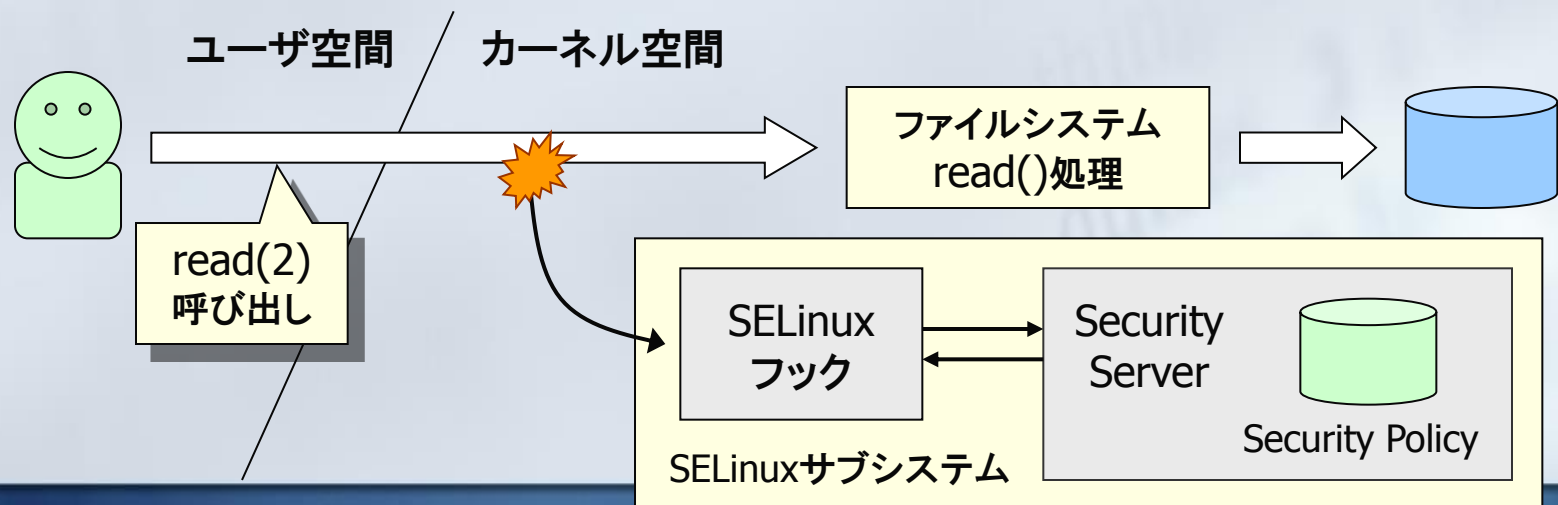 ユーザ空間
カーネル空間
ファイルシステム
read()処理
read(2)
呼び出し
SELinux
フック
Security
Server
Security Policy
SELinuxサブシステム